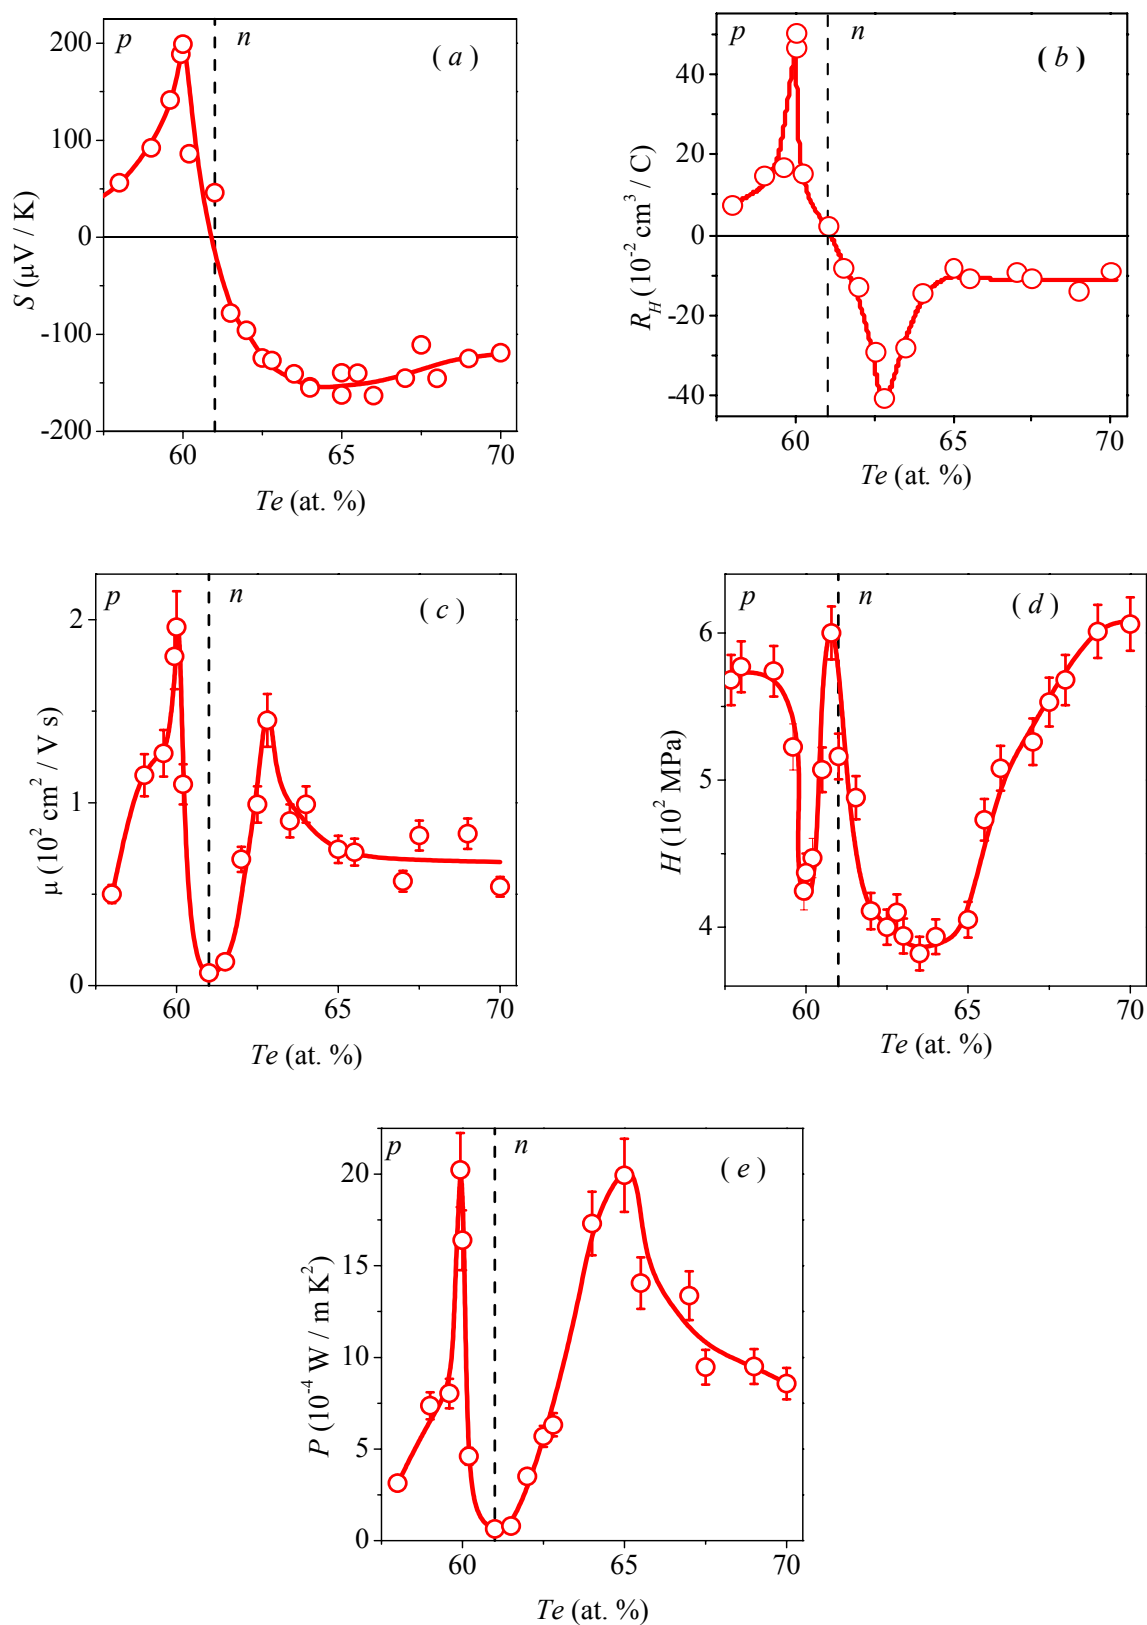 p n ( a )
200
100
0
-100
-200
S (μV / K)
60 65 70
Te (at. %)
p n ( b )
40
20
0
-20
-40
R_H (10^-2 cm^3 / C)
60 65 70
Te (at. %)
p n ( c )
2
1
0
μ (10^2 cm^2 / V s)
60 65 70
Te (at. %)
p n ( d )
6
5
4
H (10^2 MPa)
60 65 70
Te (at. %)
p n ( e )
20
15
10
5
0
P (10^-4 W / m K^2)
60 65 70
Te (at. %)